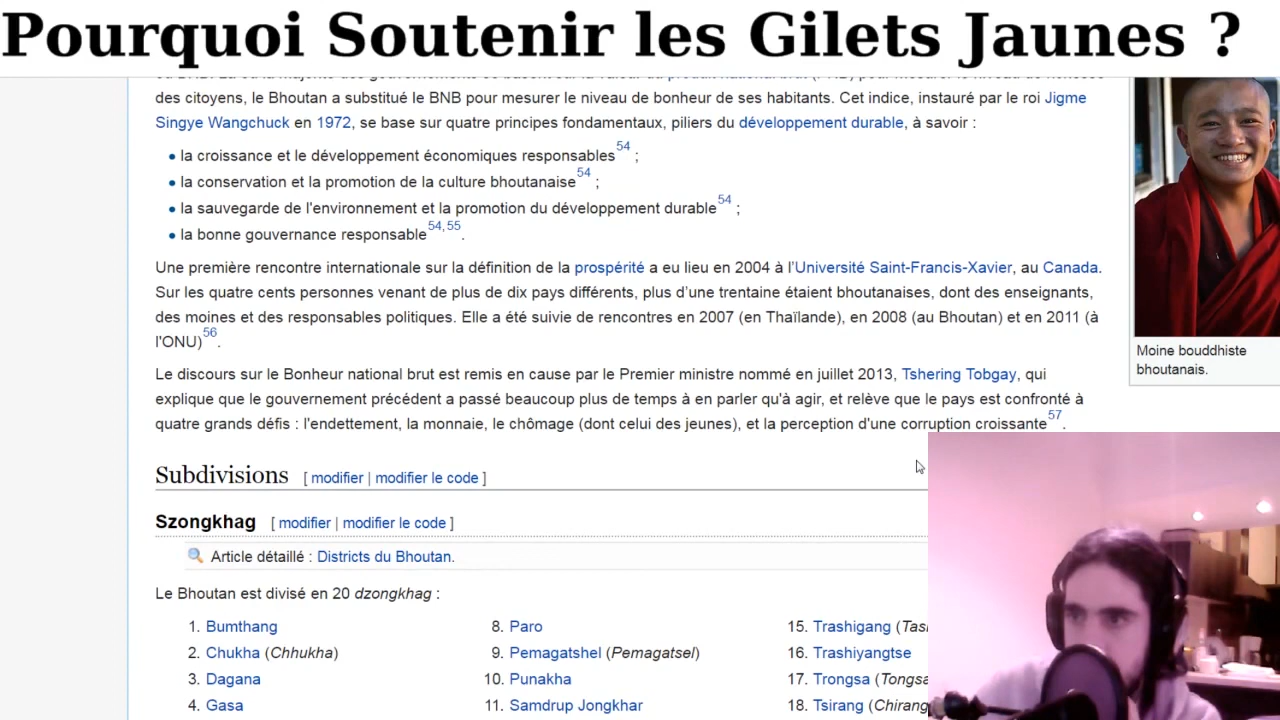 Pourquoi Soutenir les Gilets Jaunes ?
des citoyens, le Bhoutan a substitué le BNB pour mesurer le niveau de bonheur de ses habitants. Cet indice, instauré par le roi Jigme
Singye Wangchuck en 1972, se base sur quatre principes fondamentaux, piliers du développement durable, à savoir :
• la croissance et le développement économiques responsables54 ;
• la conservation et la promotion de la culture bhoutanaise54 ;
• la sauvegarde de l'environnement et la promotion du développement durable54 ;
• la bonne gouvernance responsable54,55.
Une première rencontre internationale sur la définition de la prospérité a eu lieu en 2004 à l'Université Saint-Francis-Xavier, au Canada.
Sur les quatre cents personnes venant de plus de dix pays différents, plus d'une trentaine étaient bhoutanaises, dont des enseignants,
des moines et des responsables politiques. Elle a été suivie de rencontres en 2007 (en Thaïlande), en 2008 (au Bhoutan) et en 2011 (à
l'ONU)56.
Le discours sur le Bonheur national brut est remis en cause par le Premier ministre nommé en juillet 2013, Tshering Tobgay, qui
explique que le gouvernement précédent a passé beaucoup plus de temps à en parler qu'à agir, et relève que le pays est confronté à
quatre grands défis : l'endettement, la monnaie, le chômage (dont celui des jeunes), et la perception d'une corruption croissante57.
Moine bouddhiste
bhoutanais.
Subdivisions [ modifier | modifier le code ]
Szongkhag [ modifier | modifier le code ]
Article détaillé : Districts du Bhoutan.
Le Bhoutan est divisé en 20 dzongkhag :
1. Bumthang
2. Chukha (Chhukha)
3. Dagana
4. Gasa
8. Paro
9. Pemagatshel (Pemagatsel)
10. Punakha
11. Samdrup Jongkhar
15. Trashigang (Tas
16. Trashiyangtse
17. Trongsa (Tongsa
18. Tsirang (Chirang